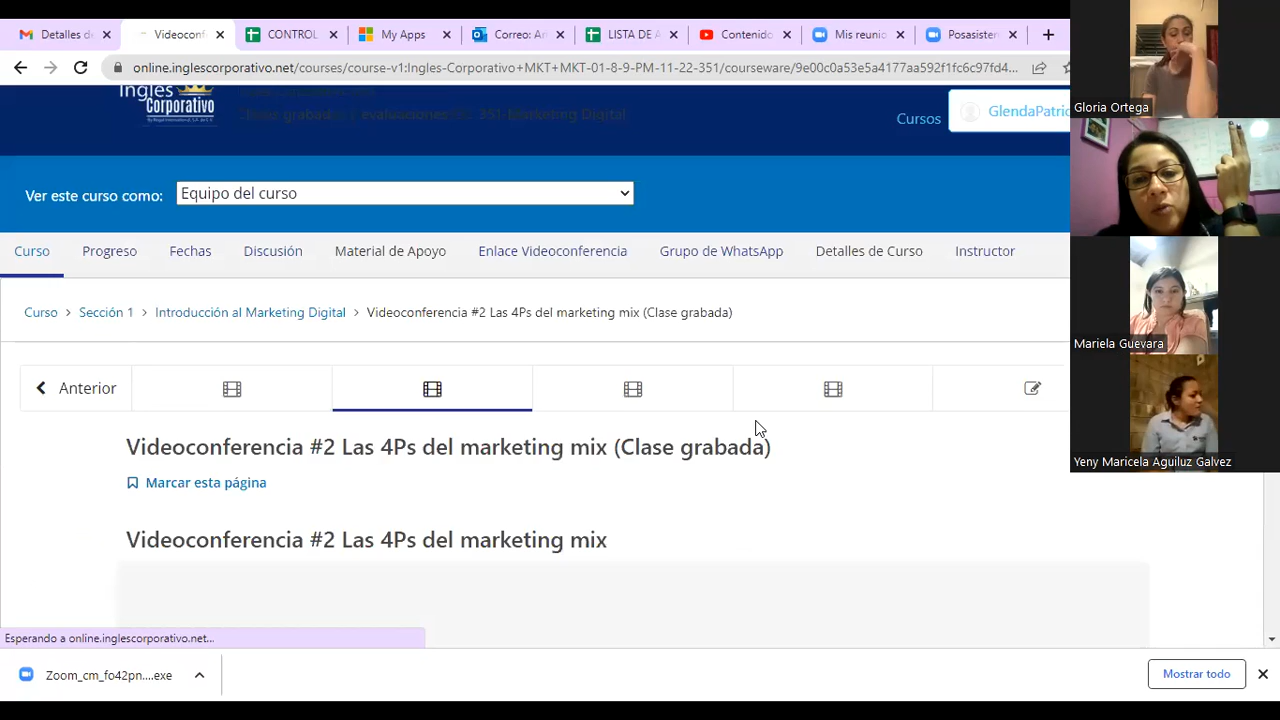 Detalles de
Videoconf
CONTROL
My Apps
Correo: An
LISTA DE A
Contenido
Mis reunio
Posasister
online.inglescorporativo.net/courses/course-v1:Ingles-Corporativo+MKT+MKT-01-8-9-PM-11-22-351/courseware/9e00c0a53e5a4177aa592f1fc6c97fd4...
Inglés
Corporativo
Cursos
GlendaPatric
Ver este curso como:
Equipo del curso
Curso
Progreso
Fechas
Discusión
Material de Apoyo
Enlace Videoconferencia
Grupo de WhatsApp
Detalles de Curso
Instructor
Curso > Sección 1 > Introducción al Marketing Digital > Videoconferencia #2 Las 4Ps del marketing mix (Clase grabada)
Anterior
Videoconferencia #2 Las 4Ps del marketing mix (Clase grabada)
Marcar esta página
Videoconferencia #2 Las 4Ps del marketing mix
Esperando a online.inglescorporativo.net...
Zoom_cm_fo42pn....exe
Mostrar todo
Gloria Ortega
Mariela Guevara
Yeny Maricela Aguiluz Galvez